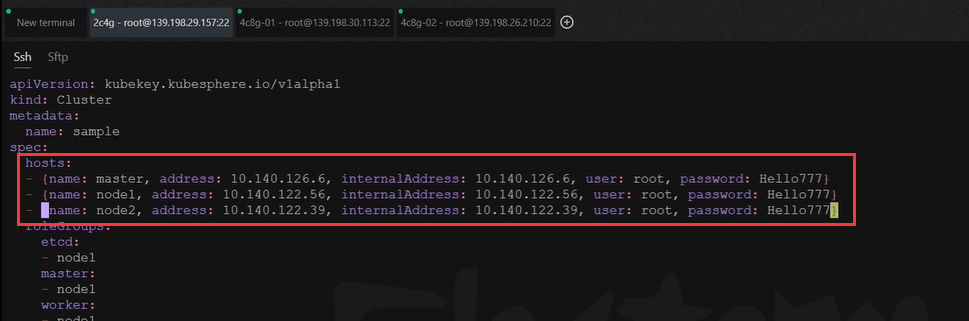 New terminal
2c4g - root@139.198.29.157:22
4c8g-01 - root@139.198.30.113:22
4c8g-02 - root@139.198.26.210:22
Ssh Sftp
apiVersion: kubekey.kubesphere.io/v1alpha1
kind: Cluster
metadata:
name: sample
spec:
hosts:
- {name: master, address: 10.140.126.6, internalAddress: 10.140.126.6, user: root, password: Hello777}
- {name: node1, address: 10.140.122.56, internalAddress: 10.140.122.56, user: root, password: Hello777}
- {name: node2, address: 10.140.122.39, internalAddress: 10.140.122.39, user: root, password: Hello777}
roleGroups:
etcd:
- node1
master:
- node1
worker:
- node1